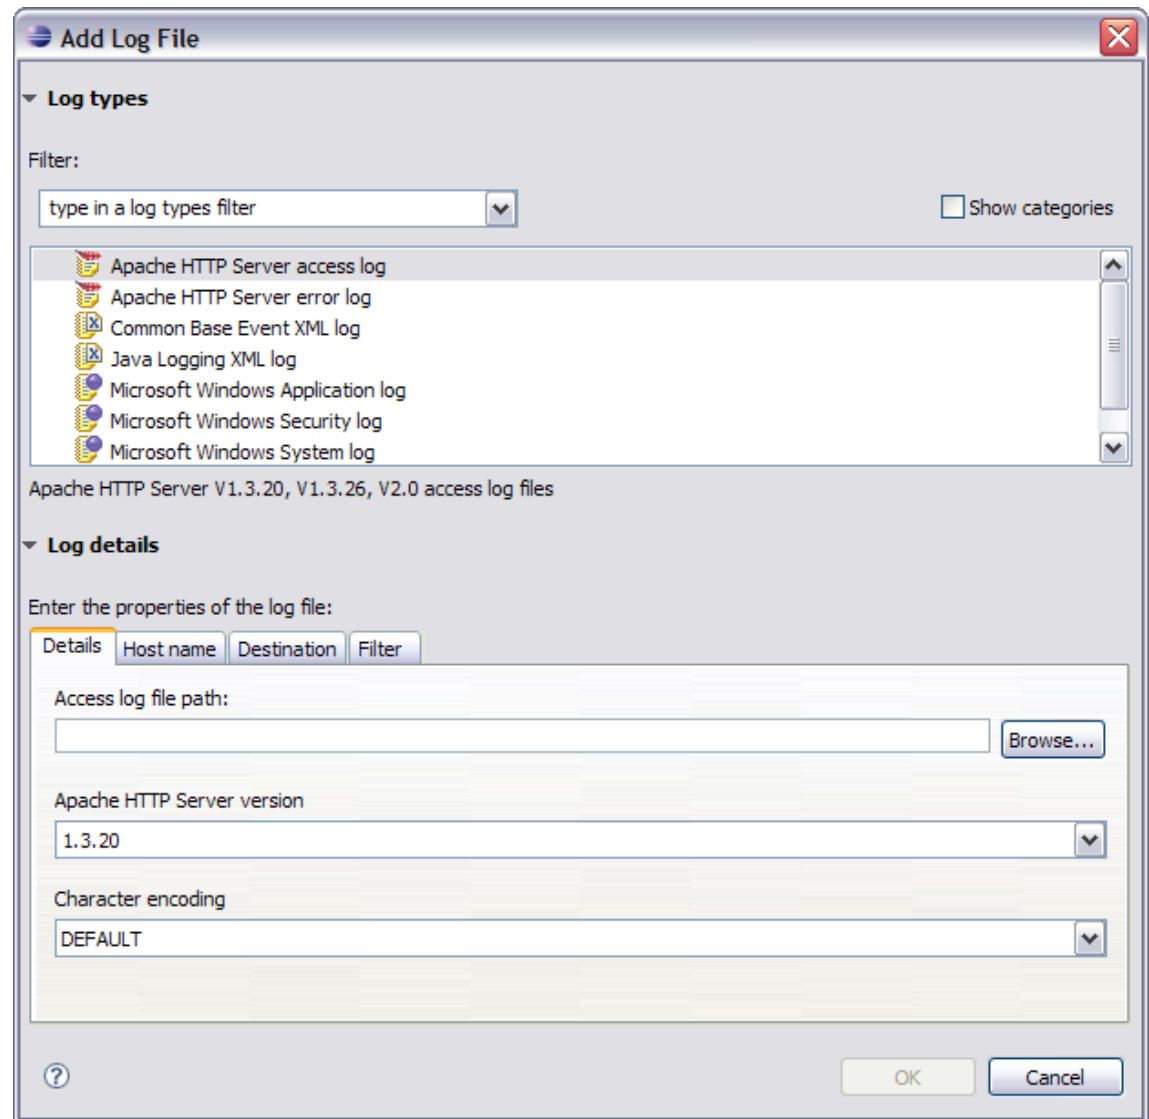 Add Log File
Log types
Filter:
type in a log types filter
Show categories
Apache HTTP Server access log
Apache HTTP Server error log
Common Base Event XML log
Java Logging XML log
Microsoft Windows Application log
Microsoft Windows Security log
Microsoft Windows System log
Apache HTTP Server V1.3.20, V1.3.26, V2.0 access log files
Log details
Enter the properties of the log file:
Details Host name Destination Filter
Access log file path:
Browse...
Apache HTTP Server version
1.3.20
Character encoding
DEFAULT
? OK Cancel